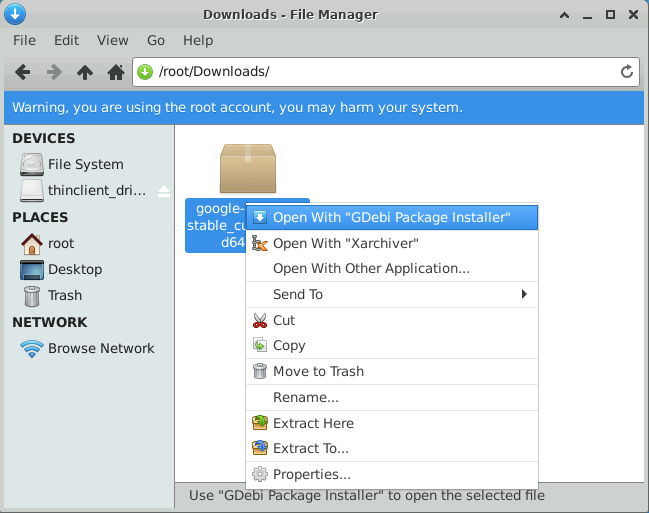 Downloads - File Manager
File Edit View Go Help
/root/Downloads/
Warning, you are using the root account, you may harm your system.
DEVICES
File System
thinclient_dri...
PLACES
root
Desktop
Trash
NETWORK
Browse Network
google-
stable_cu
d64
Open With "GDebi Package Installer"
Open With "Xarchiver"
Open With Other Application...
Send To
Cut
Copy
Move to Trash
Rename...
Extract Here
Extract To...
Properties...
Use "GDebi Package Installer" to open the selected file